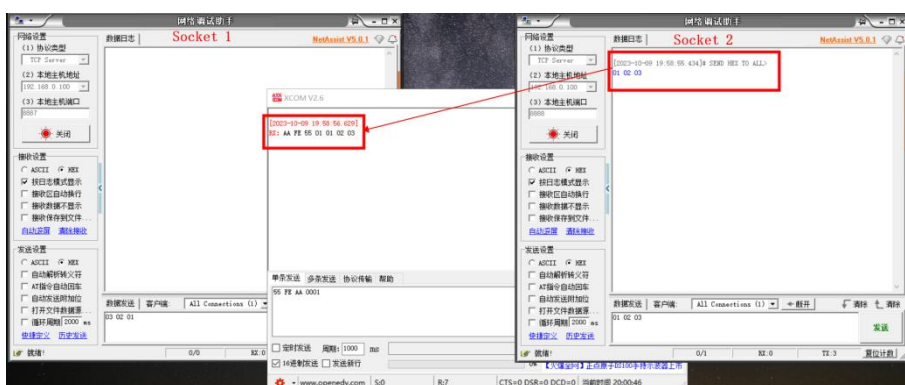 网络调试助手
网络设置
(1) 协议类型
TCP Server
(2) 本地主机地址
192.168.0.100
(3) 本地主机端口
8887
关闭
接收设置
ASCII HEX
按日志模式显示
接收区自动换行
接收数据不显示
接收保存到文件...
自动滚屏 清除接收
发送设置
ASCII HEX
自动解析转义符
AT指令自动回车
自动发送附加位
打开文件数据源...
循环周期 2000 ms
快捷定义 历史发送
就绪!
数据日志
Socket 1
NetAssist V5.0.1
数据发送 客户端: All Connections (1)
03 02 01
0/0
RX:0
XCOM V2.6
[2023-10-09 19:58:56.629]
RX: AA FE 55 01 01 02 03
单条发送 多条发送 协议传输 帮助
55 FE AA 0001
定时发送 周期: 1000 ms
16进制发送 发送新行
www.openedv.com S:0 R:7 CTS=0 DSR=0 DCD=0 当前时间 20:00:46
网络调试助手
网络设置
(1) 协议类型
TCP Server
(2) 本地主机地址
192.168.0.100
(3) 本地主机端口
8888
关闭
接收设置
ASCII HEX
按日志模式显示
接收区自动换行
接收数据不显示
接收保存到文件...
自动滚屏 清除接收
发送设置
ASCII HEX
自动解析转义符
AT指令自动回车
自动发送附加位
打开文件数据源...
循环周期 2000 ms
快捷定义 历史发送
就绪!
数据日志
Socket 2
NetAssist V5.0.1
[2023-10-09 19:58:55.434]# SEND HEX TO ALL>
01 02 03
数据发送 客户端: All Connections (1) 断开 清除 清除
01 02 03
发送
0/1
RX:0
TX:3
复位计数